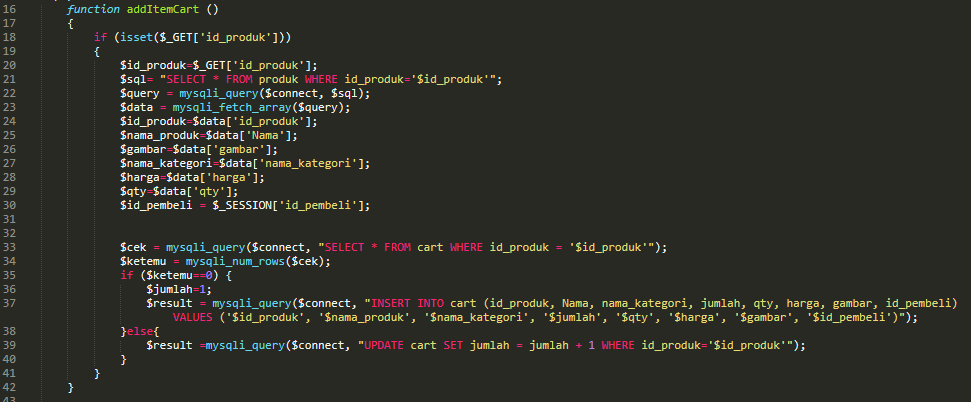 16 function addItemCart ()
17 {
18 if (isset($_GET['id_produk']))
19 {
20 $id_produk=$_GET['id_produk'];
21 $sql= "SELECT * FROM produk WHERE id_produk='$id_produk'";
22 $query = mysqli_query($connect, $sql);
23 $data = mysqli_fetch_array($query);
24 $id_produk=$data['id_produk'];
25 $nama_produk=$data['Nama'];
26 $gambar=$data['gambar'];
27 $nama_kategori=$data['nama_kategori'];
28 $harga=$data['harga'];
29 $qty=$data['qty'];
30 $id_pembeli = $_SESSION['id_pembeli'];
31
32
33 $cek = mysqli_query($connect, "SELECT * FROM cart WHERE id_produk = '$id_produk'");
34 $ketemu = mysqli_num_rows($cek);
35 if ($ketemu==0) {
36 $jumlah=1;
37 $result = mysqli_query($connect, "INSERT INTO cart (id_produk, Nama, nama_kategori, jumlah, qty, harga, gambar, id_pembeli)
VALUES ('$id_produk', '$nama_produk', '$nama_kategori', '$jumlah', '$qty', '$harga', '$gambar', '$id_pembeli')");
38 }else{
39 $result =mysqli_query($connect, "UPDATE cart SET jumlah = jumlah + 1 WHERE id_produk='$id_produk'");
40 }
41 }
42 }
43